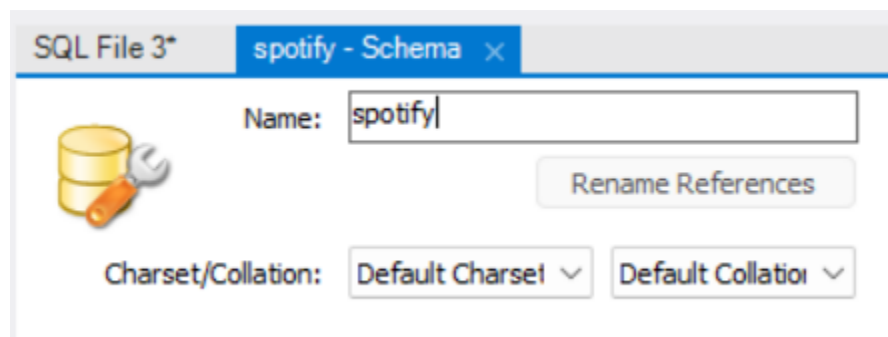 SQL File 3*
spotify - Schema
Name:
spotify
Rename References
Charset/Collation:
Default Charset
Default Collation